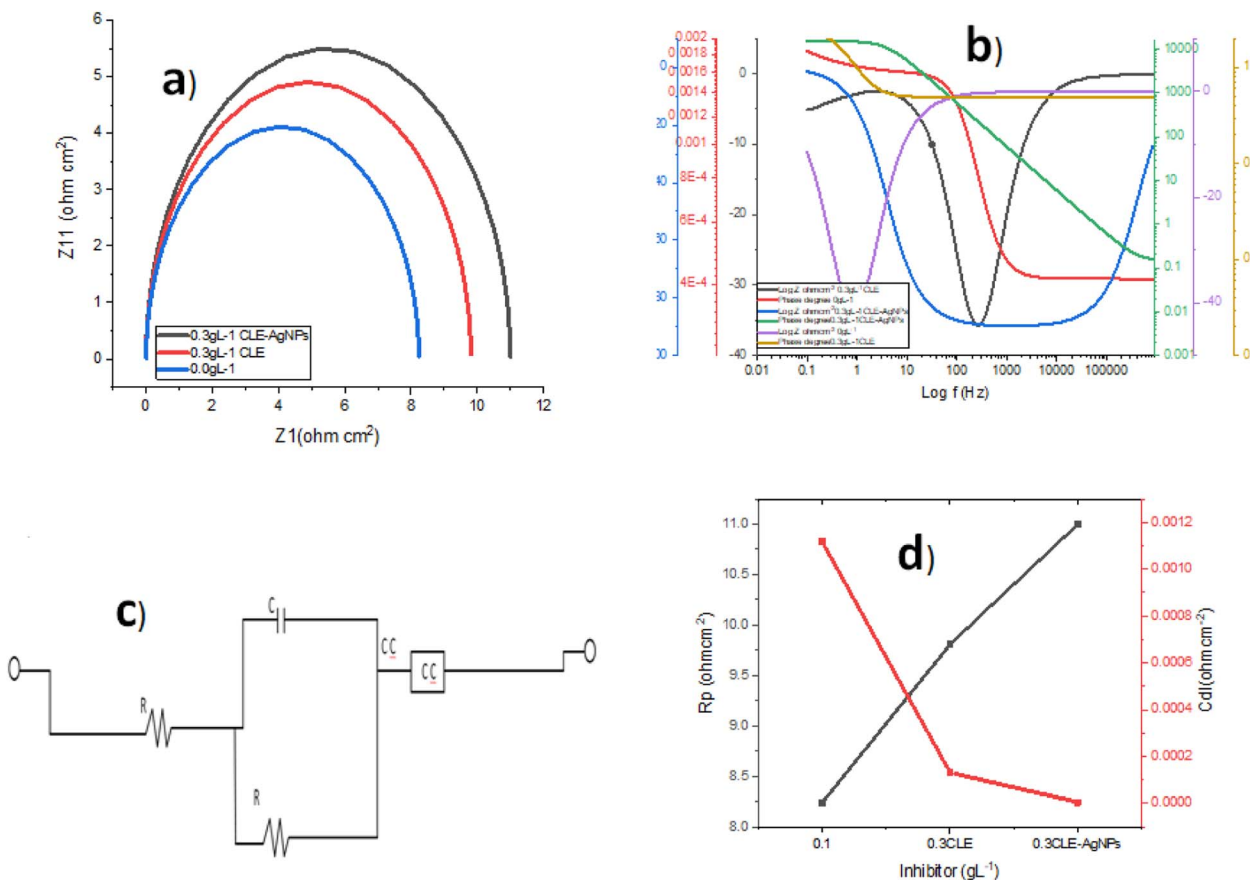 a)
6
5
4
3
2
1
0
Z11 (ohm cm²)
0.3gL-1 CLE-AgNPs
0.3gL-1 CLE
0.0gL-1
0 2 4 6 8 10 12
Z1(ohm cm²)
b)
0
20
40
0.002
0.0018
0.0016
0.0014
0.001
8E-4
6E-4
4E-4
0
-10
-20
-30
-40
Log Z ohmcm² 0.3gL⁻¹CLE
Phase degree 0gL-1
Log Z ohmcm² 0.3gL-1CLE-AgNPs
Phase degree0.3gL-1CLE-AgNPs
Log Z ohmcm² 0gL⁻¹
Phase degree0.3gL-1CLE
0.01 0.1 1 10 100 1000 10000 100000
Log f (Hz)
10000
1000
100
10
1
0.1
0.01
0.001
0
-20
-40
c)
C
C C
C C
R
R
d)
11.0
10.5
10.0
9.5
9.0
8.5
8.0
Rp (ohmcm²)
0.0012
0.0010
0.0008
0.0006
0.0004
0.0002
0.0000
Cdl(ohmcm⁻²)
0.1 0.3CLE 0.3CLE-AgNPs
Inhibitor (gL⁻¹)